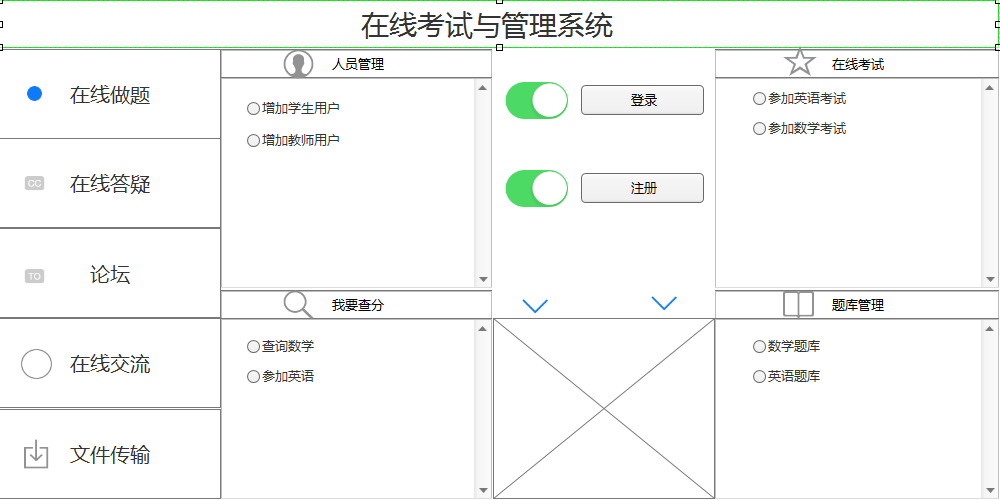 在线考试与管理系统
在线做题
CC
在线答疑
TO
论坛
在线交流
文件传输
人员管理
增加学生用户
增加教师用户
登录
注册
在线考试
参加英语考试
参加数学考试
我要查分
查询数学
参加英语
题库管理
数学题库
英语题库